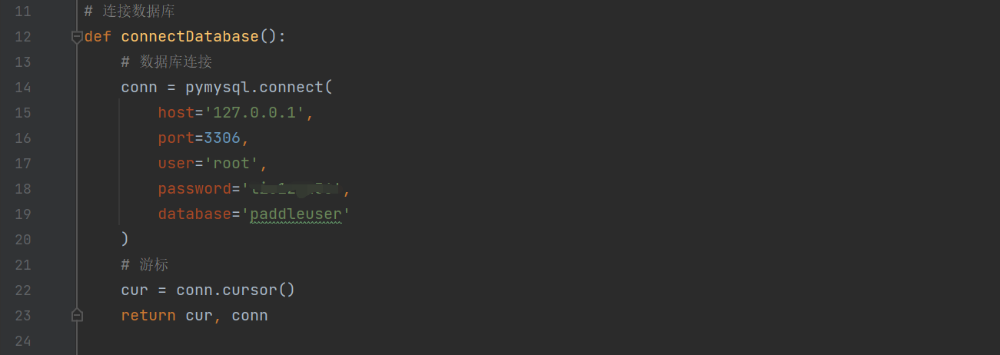 11 # 连接数据库
12 def connectDatabase():
13 # 数据库连接
14 conn = pymysql.connect(
15 host='127.0.0.1',
16 port=3306,
17 user='root',
18 password='',
19 database='paddleuser'
20 )
21 # 游标
22 cur = conn.cursor()
23 return cur, conn
24